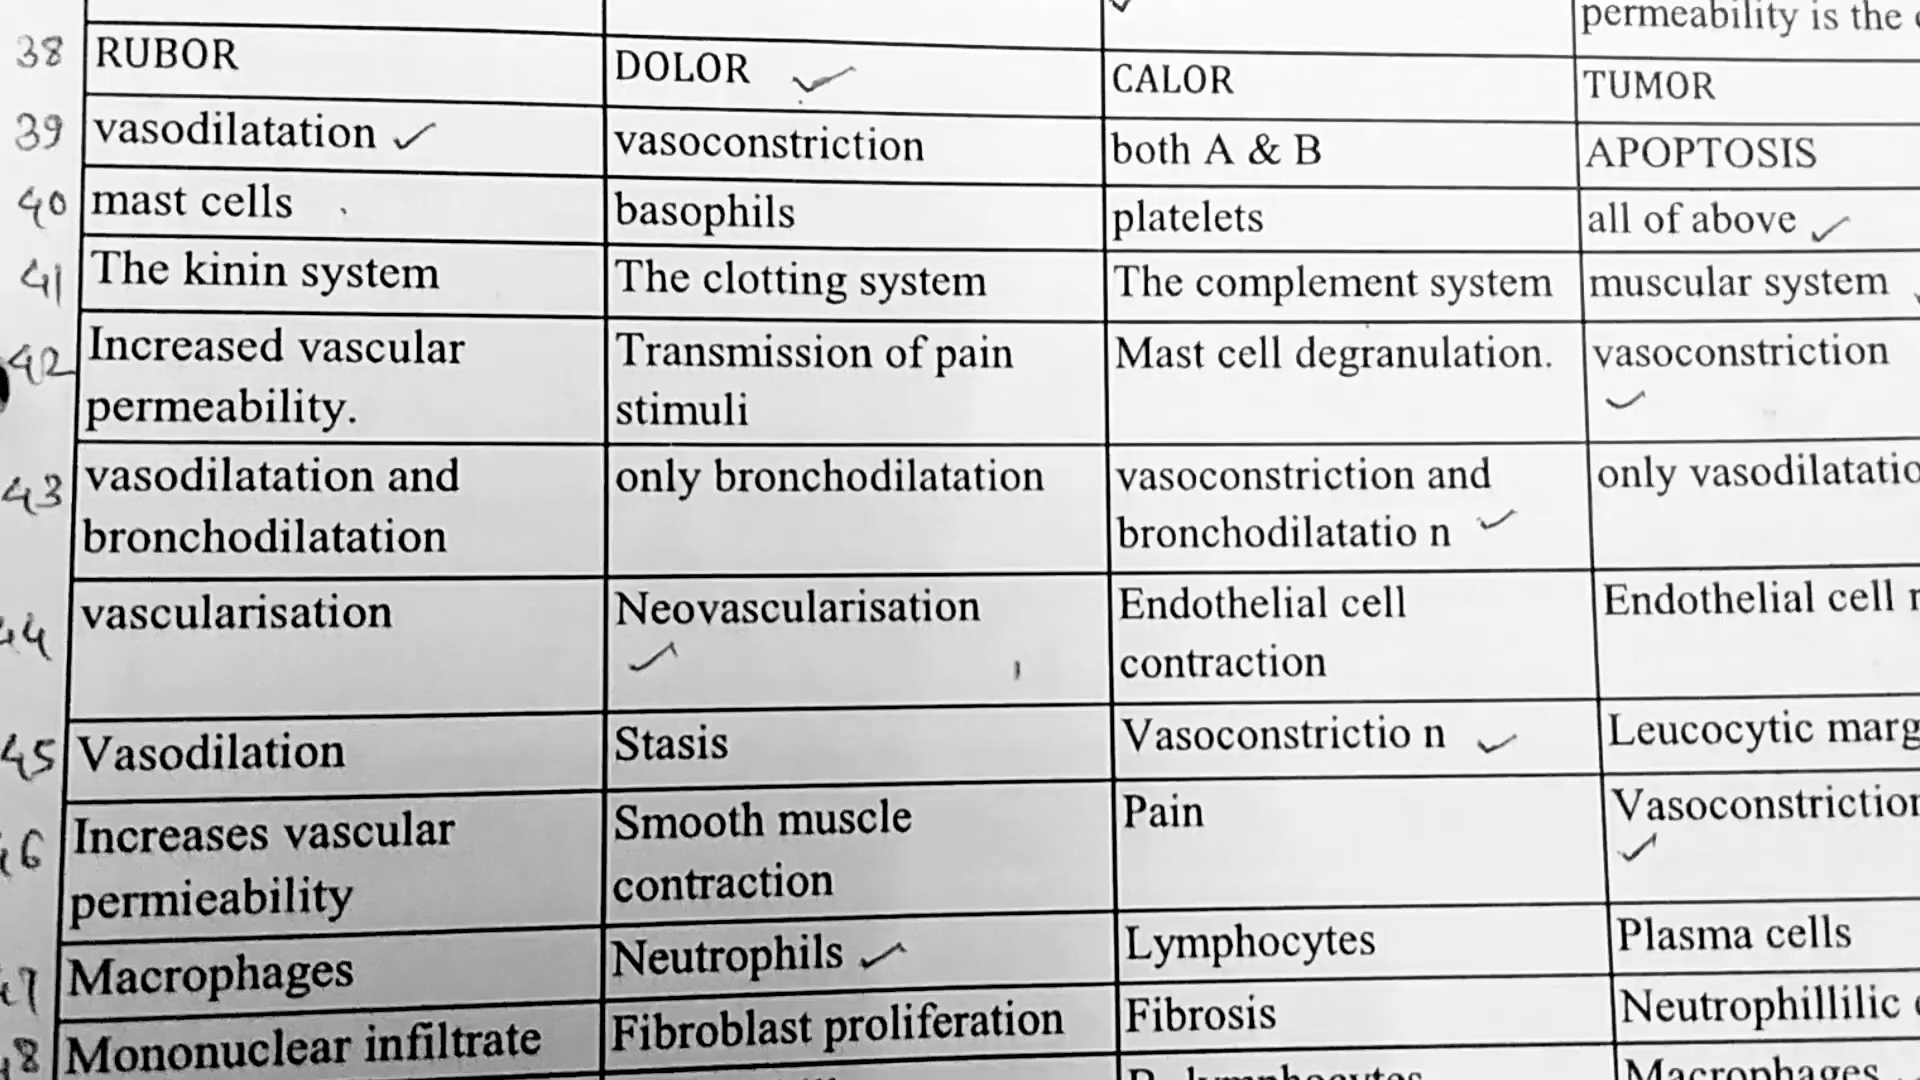 permeability is the
38 RUBOR DOLOR CALOR TUMOR
39 vasodilatation vasoconstriction both A & B APOPTOSIS
40 mast cells basophils platelets all of above
41 The kinin system The clotting system The complement system muscular system
42 Increased vascular Transmission of pain Mast cell degranulation. vasoconstriction
permeability. stimuli
43 vasodilatation and only bronchodilatation vasoconstriction and only vasodilatatio
bronchodilatation bronchodilatatio n
44 vascularisation Neovascularisation Endothelial cell Endothelial cell
contraction
45 Vasodilation Stasis Vasoconstrictio n Leucocytic marg
46 Increases vascular Smooth muscle Pain Vasoconstriction
permieability contraction
47 Macrophages Neutrophils Lymphocytes Plasma cells
48 Mononuclear infiltrate Fibroblast proliferation Fibrosis Neutrophillilic
Macrophages